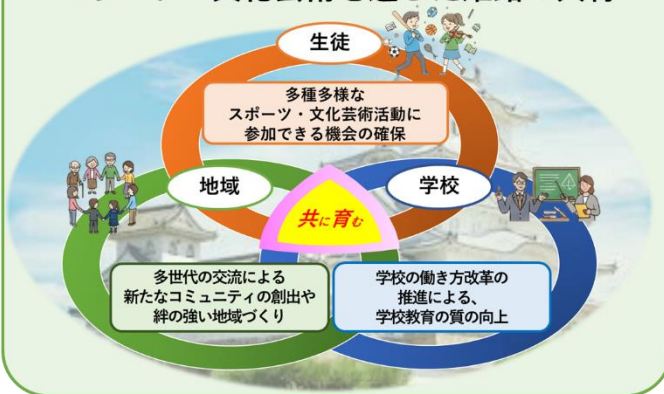 生徒
多種多様な
スポーツ・文化芸術活動に
参加できる機会の確保
地域
学校
共に育む
多世代の交流による
新たなコミュニティの創出や
絆の強い地域づくり
学校の働き方改革の
推進による、
学校教育の質の向上